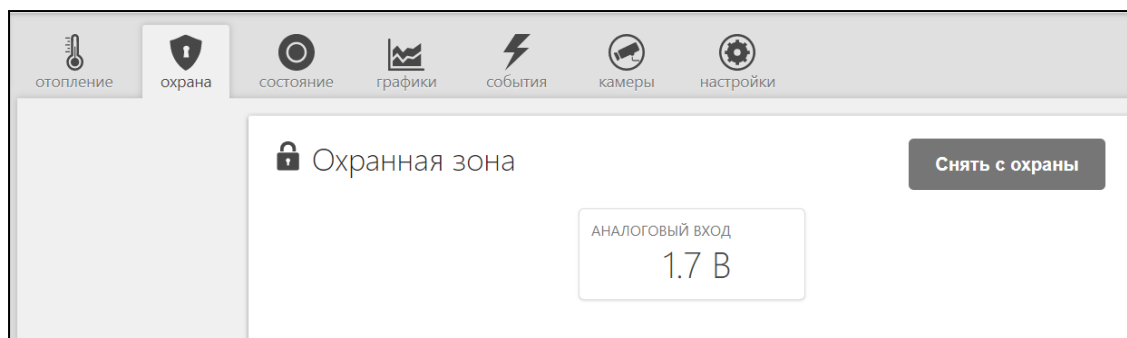 отопление охрана состояние графики события камеры настройки
Охранная зона Снять с охраны
АНАЛОГОВЫЙ ВХОД
1.7 В